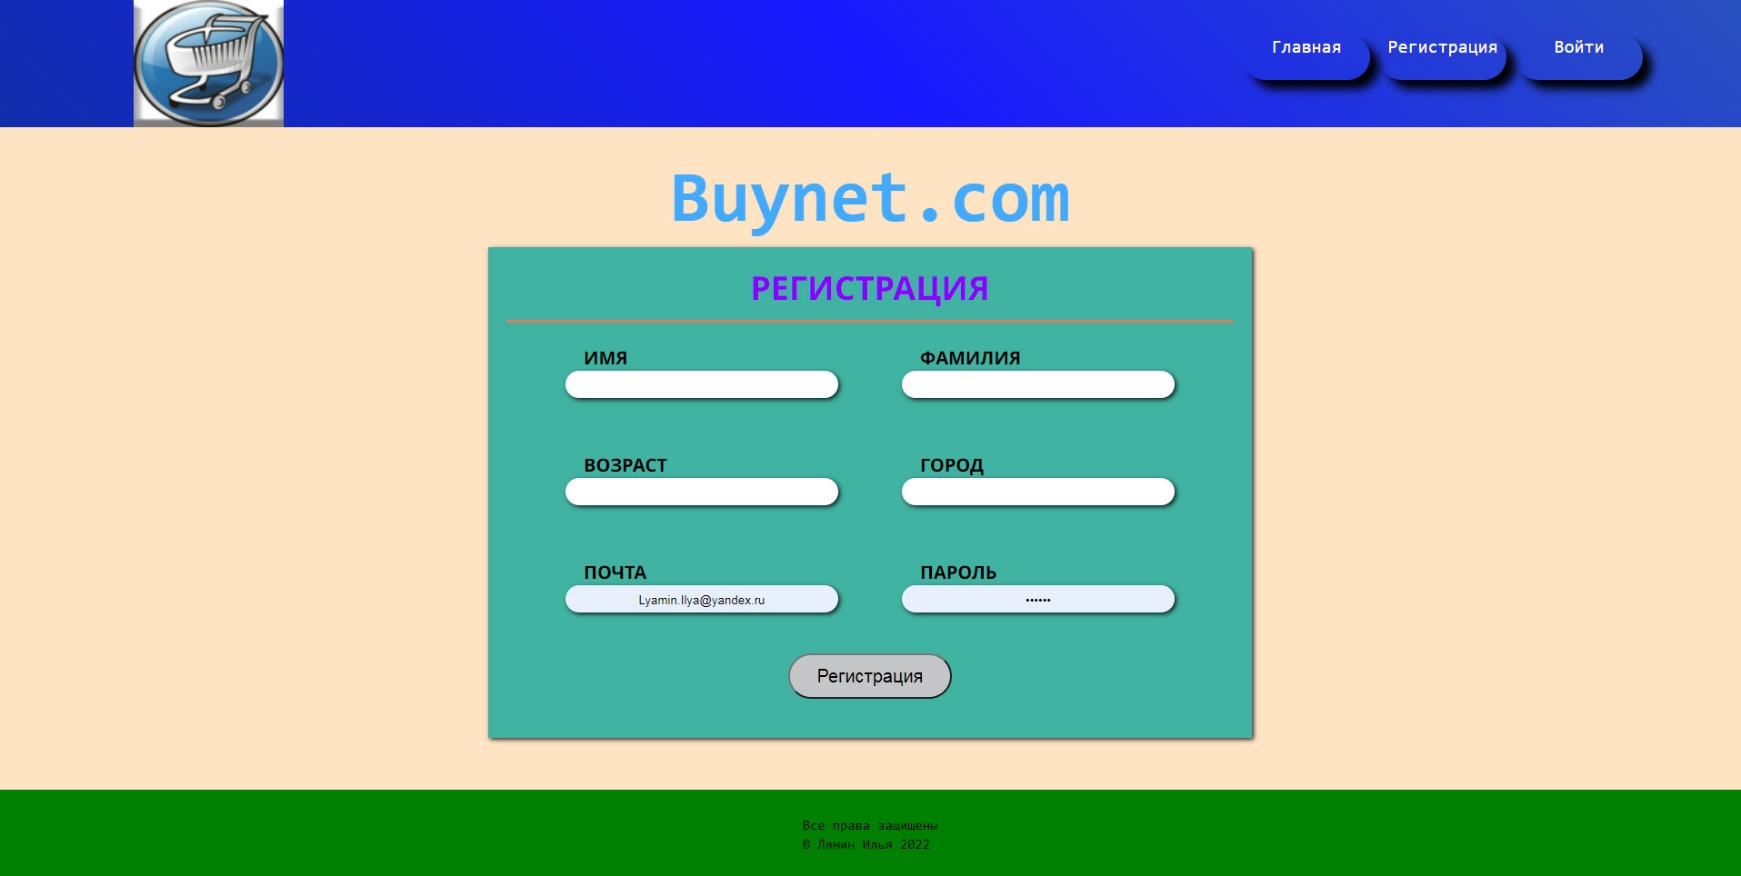 Главная Регистрация Войти
Buynet.com
РЕГИСТРАЦИЯ
ИМЯ ФАМИЛИЯ
ВОЗРАСТ ГОРОД
ПОЧТА ПАРОЛЬ
Lyamin.Ilya@yandex.ru ••••••
Регистрация
Все права защищены
© Лямин Илья 2022